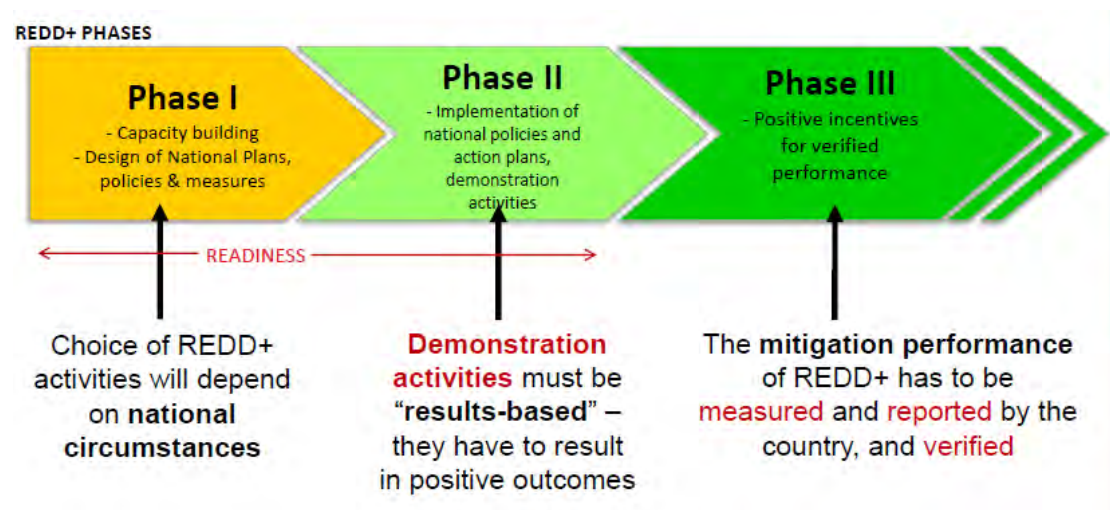 REDD+ PHASES
Phase I
- Capacity building
- Design of National Plans,
policies & measures
Phase II
- Implementation of
national policies and
action plans,
demonstration
activities
Phase III
- Positive incentives
for verified
performance
READINESS
Choice of REDD+
activities will depend
on national
circumstances
Demonstration
activities must be
“results-based” –
they have to result
in positive outcomes
The mitigation performance
of REDD+ has to be
measured and reported by the
country, and verified